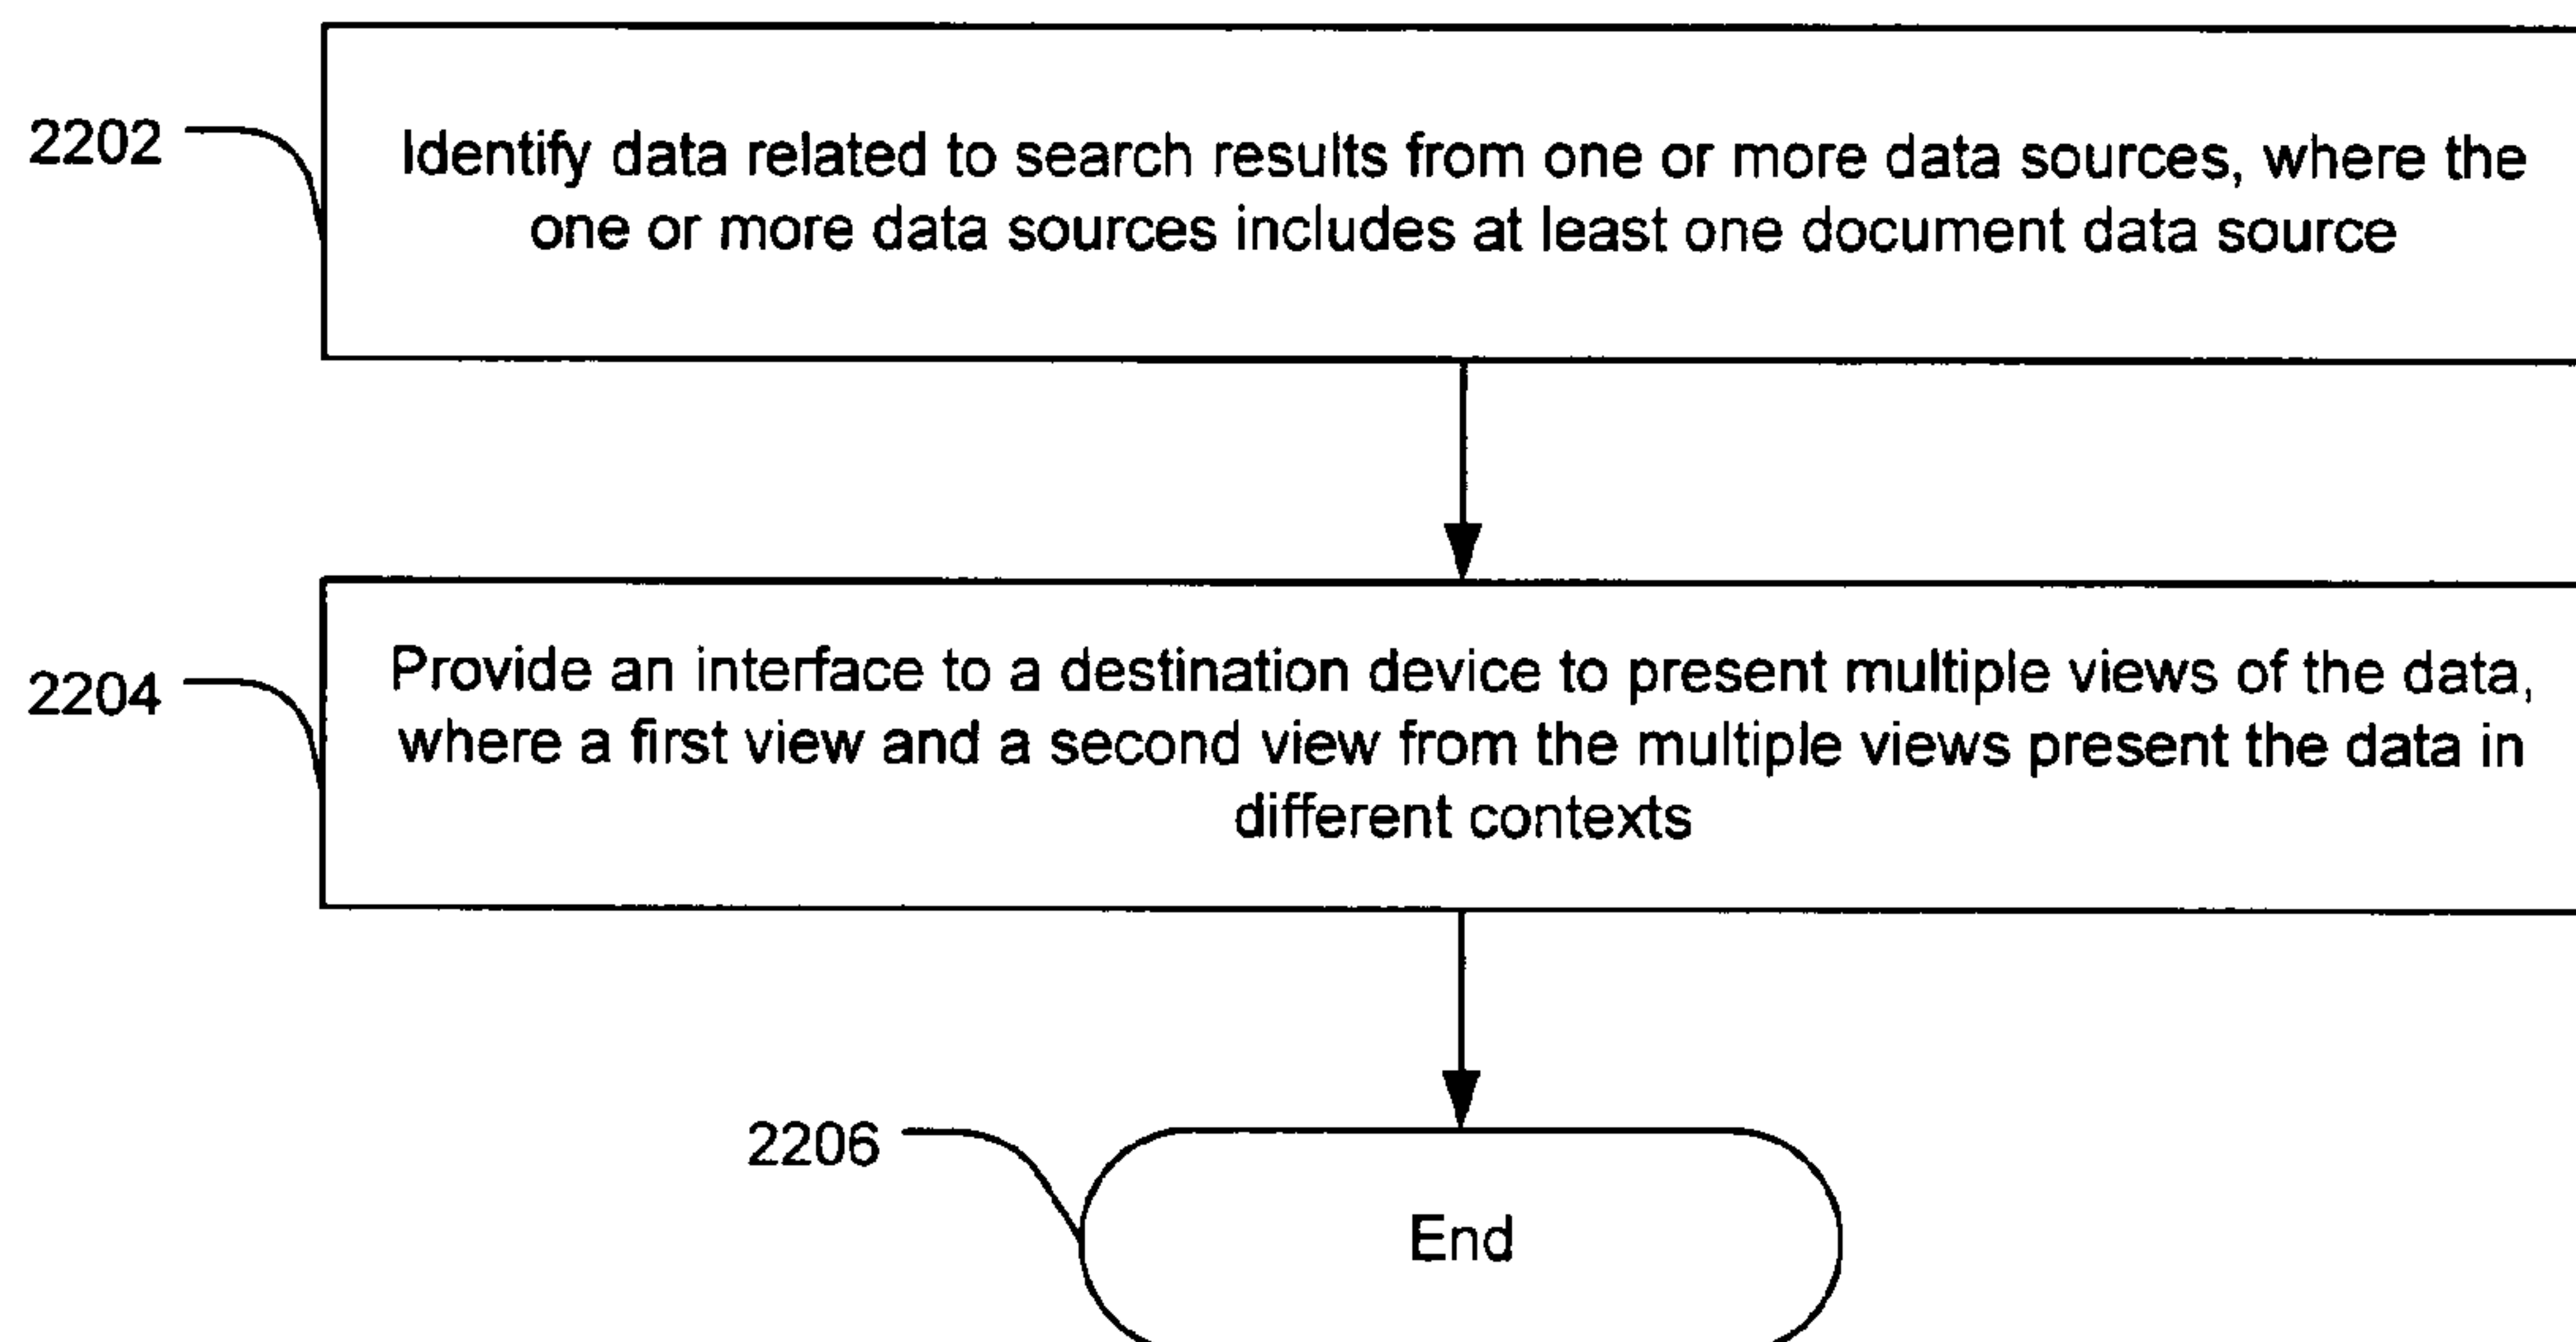 2202
Identify data related to search results from one or more data sources, where the
one or more data sources includes at least one document data source
2204
Provide an interface to a destination device to present multiple views of the data,
where a first view and a second view from the multiple views present the data in
different contexts
2206
End